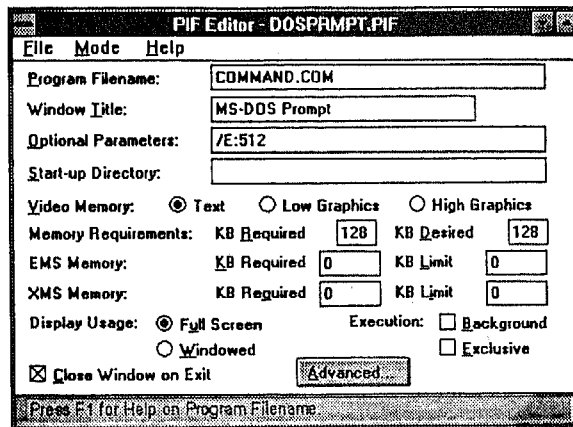 PIF Editor - DOSPRMPT.PIF
File Mode Help
Program Filename: COMMAND.COM
Window Title: MS-DOS Prompt
Optional Parameters: /E:512
Start-up Directory:
Video Memory: Text Low Graphics High Graphics
Memory Requirements: KB Required 128 KB Desired 128
EMS Memory: KB Required 0 KB Limit 0
XMS Memory: KB Required 0 KB Limit 0
Display Usage: Full Screen Execution: Background
Windowed Exclusive
Close Window on Exit Advanced...
Press F1 for Help on Program Filename.